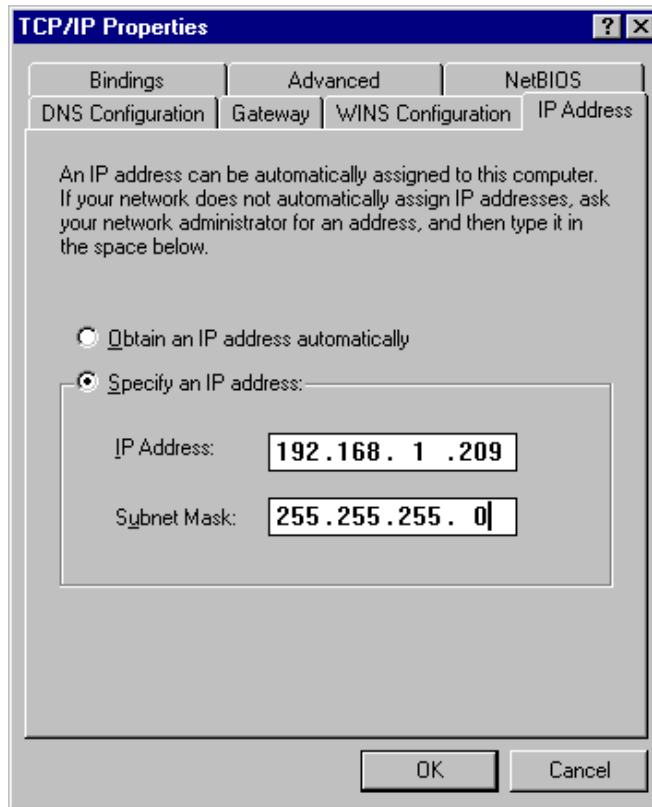 TCP/IP Properties
Bindings Advanced NetBIOS
DNS Configuration Gateway WINS Configuration IP Address
An IP address can be automatically assigned to this computer.
If your network does not automatically assign IP addresses, ask
your network administrator for an address, and then type it in
the space below.
Obtain an IP address automatically
Specify an IP address:
IP Address: 192.168. 1 .209
Subnet Mask: 255.255.255. 0
OK Cancel